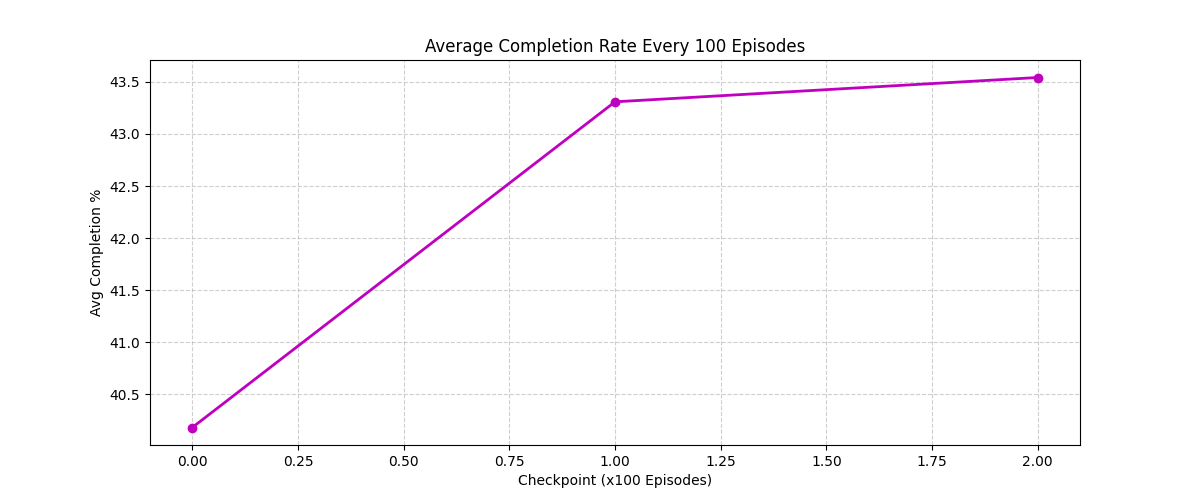 Average Completion Rate Every 100 Episodes
43.5
43.0
42.5
42.0
41.5
41.0
40.5
Avg Completion %
0.00 0.25 0.50 0.75 1.00 1.25 1.50 1.75 2.00
Checkpoint (x100 Episodes)